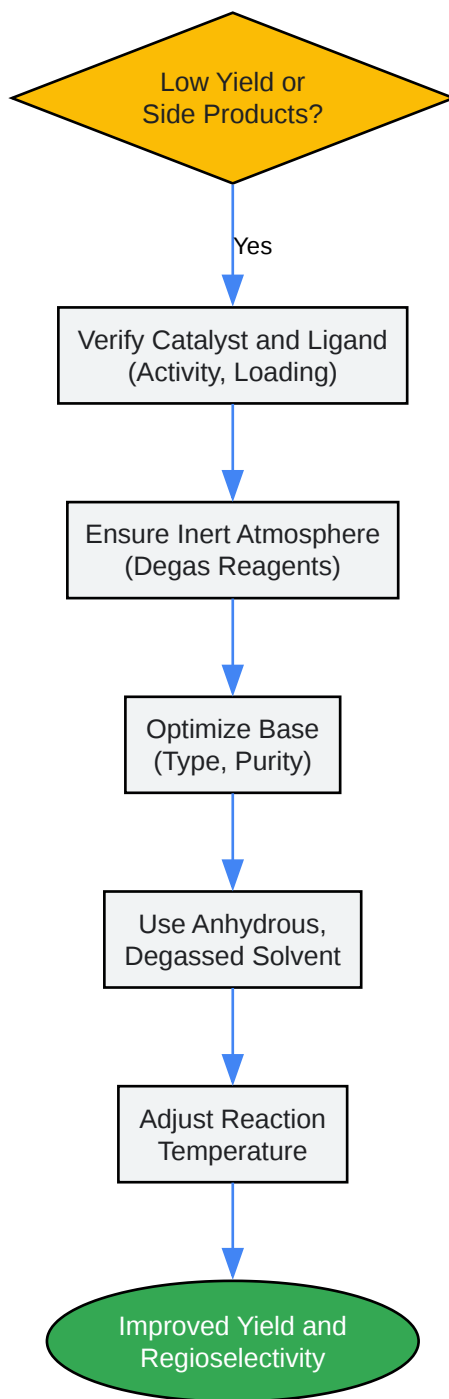 Low Yield or
Side Products?
Yes
Verify Catalyst and Ligand
(Activity, Loading)
Ensure Inert Atmosphere
(Degas Reagents)
Optimize Base
(Type, Purity)
Use Anhydrous,
Degassed Solvent
Adjust Reaction
Temperature
Improved Yield and
Regioselectivity